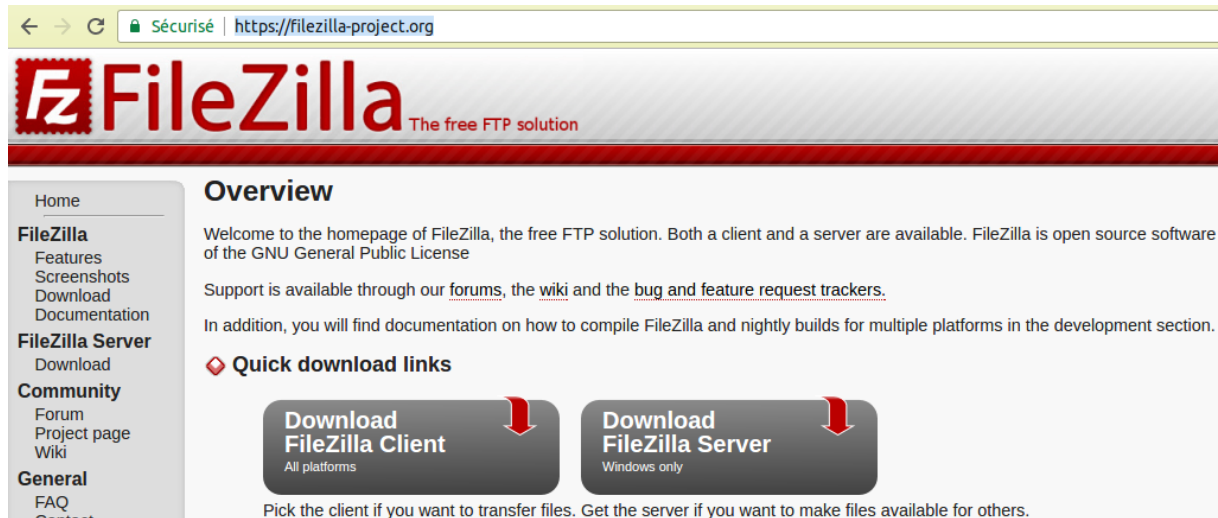 Sécurisé | https://filezilla-project.org
Fz FileZilla The free FTP solution
Home
FileZilla
Features
Screenshots
Download
Documentation
FileZilla Server
Download
Community
Forum
Project page
Wiki
General
FAQ
Contact
Overview
Welcome to the homepage of FileZilla, the free FTP solution. Both a client and a server are available. FileZilla is open source software
of the GNU General Public License
Support is available through our forums, the wiki and the bug and feature request trackers.
In addition, you will find documentation on how to compile FileZilla and nightly builds for multiple platforms in the development section.
Quick download links
Download
FileZilla Client
All platforms
Download
FileZilla Server
Windows only
Pick the client if you want to transfer files. Get the server if you want to make files available for others.